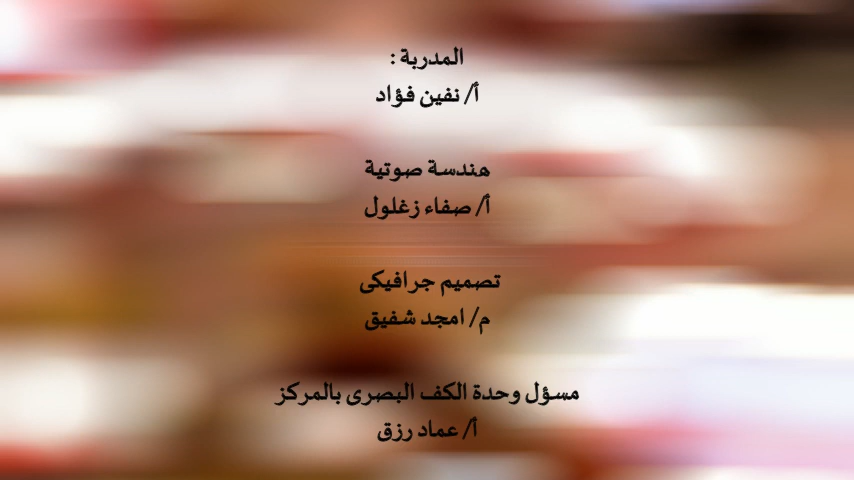 المدربة :
أ/ نفين فؤاد
هندسة صوتية
أ/ صفاء زغلول
تصميم جرافيكى
م/ امجد شفيق
مسؤل وحدة الكف البصرى بالمركز
أ/ عماد رزق